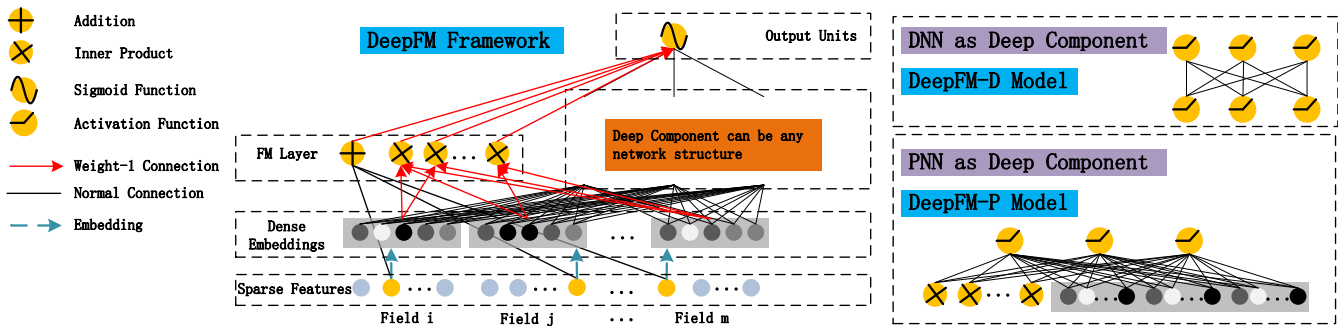 Addition
Inner Product
Sigmoid Function
Activation Function
Weight-1 Connection
Normal Connection
Embedding
DeepFM Framework
Output Units
Deep Component can be any
network structure
FM Layer
...
Dense
Embeddings
...
Sparse Features
... ... ... ...
Field i
Field j
...
Field m
DNN as Deep Component
DeepFM-D Model
PNN as Deep Component
DeepFM-P Model
... ... ...